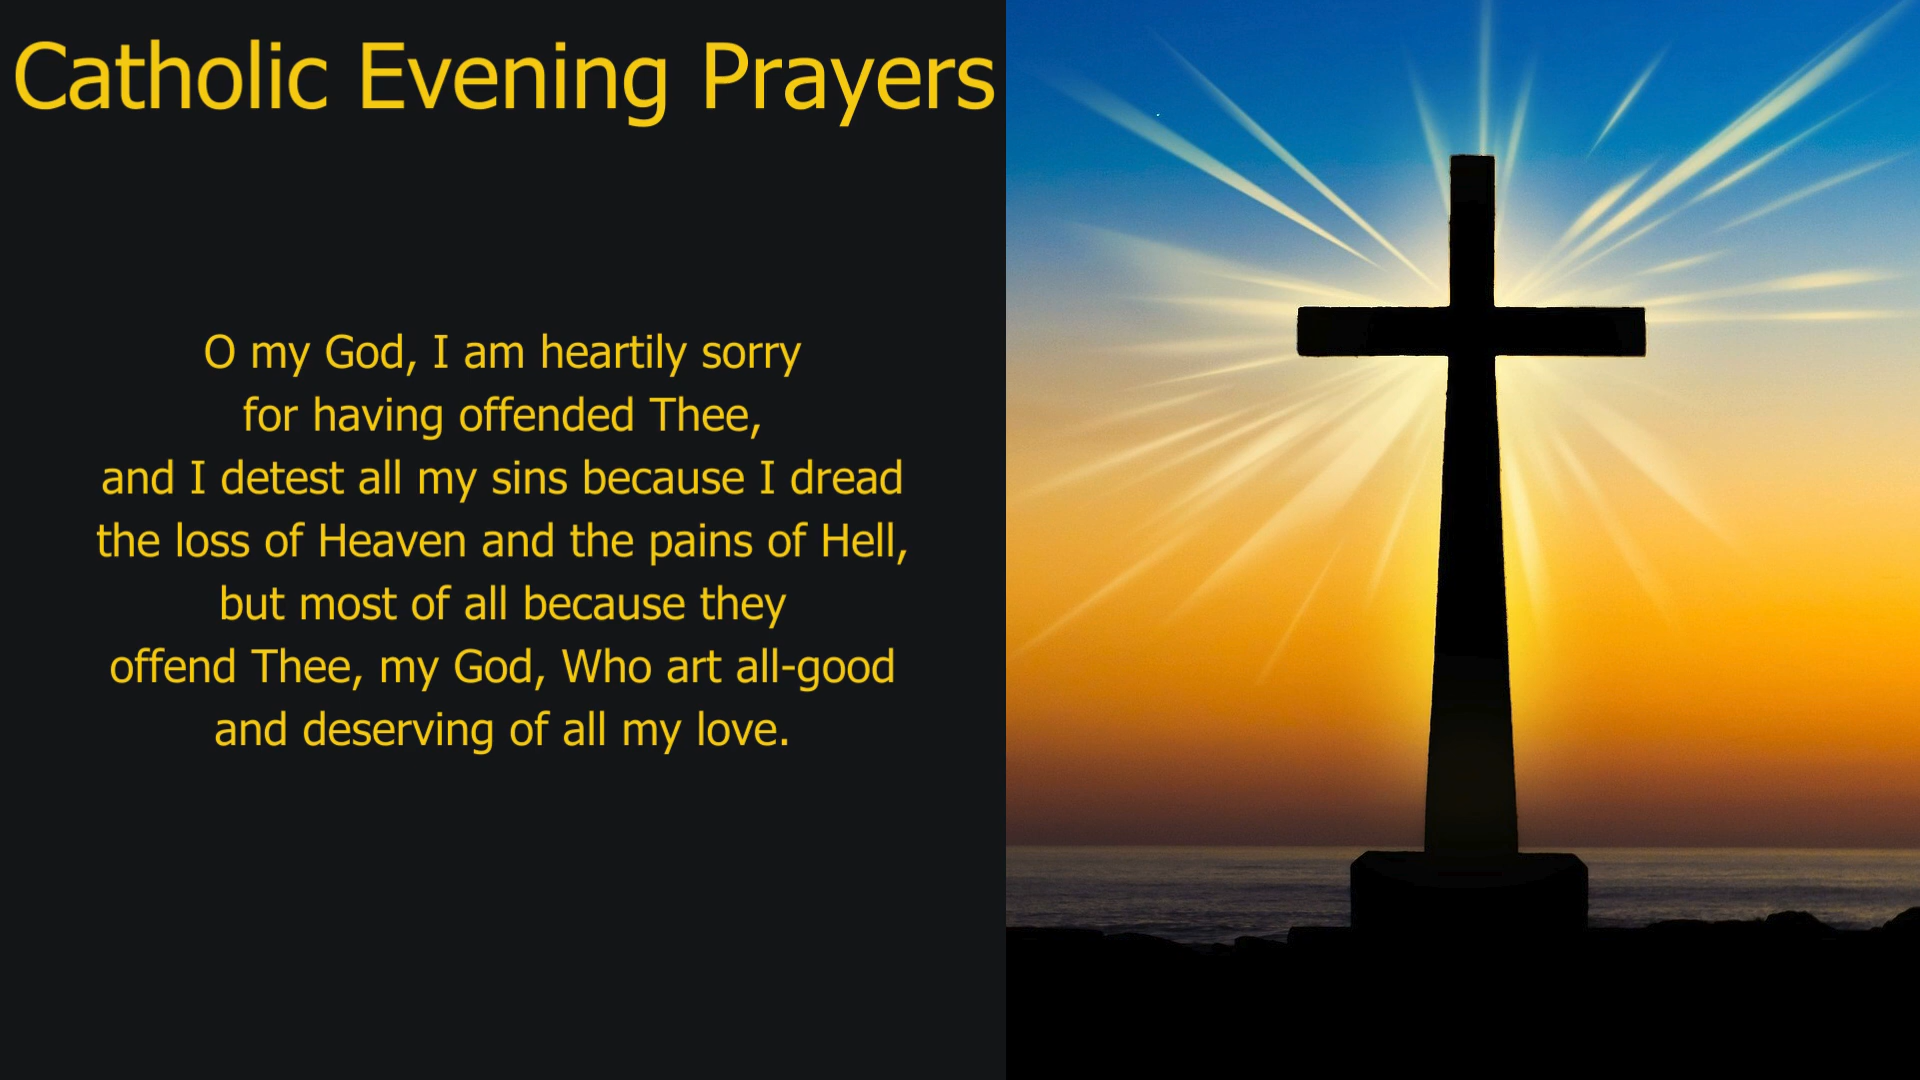 Catholic Evening Prayers
O my God, I am heartily sorry
for having offended Thee,
and I detest all my sins because I dread
the loss of Heaven and the pains of Hell,
but most of all because they
offend Thee, my God, Who art all-good
and deserving of all my love.